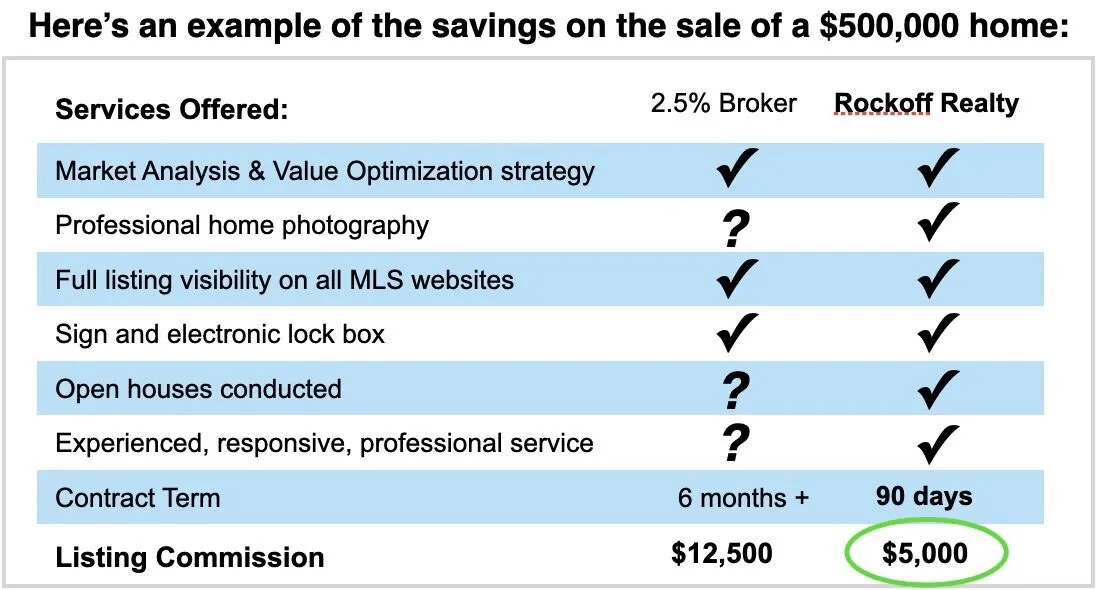 Here's an example of the savings on the sale of a $500,000 home:
Services Offered: 2.5% Broker Rockoff Realty
Market Analysis & Value Optimization strategy ✓ ✓
Professional home photography ? ✓
Full listing visibility on all MLS websites ✓ ✓
Sign and electronic lock box ✓ ✓
Open houses conducted ? ✓
Experienced, responsive, professional service ? ✓
Contract Term 6 months + 90 days
Listing Commission $12,500 $5,000